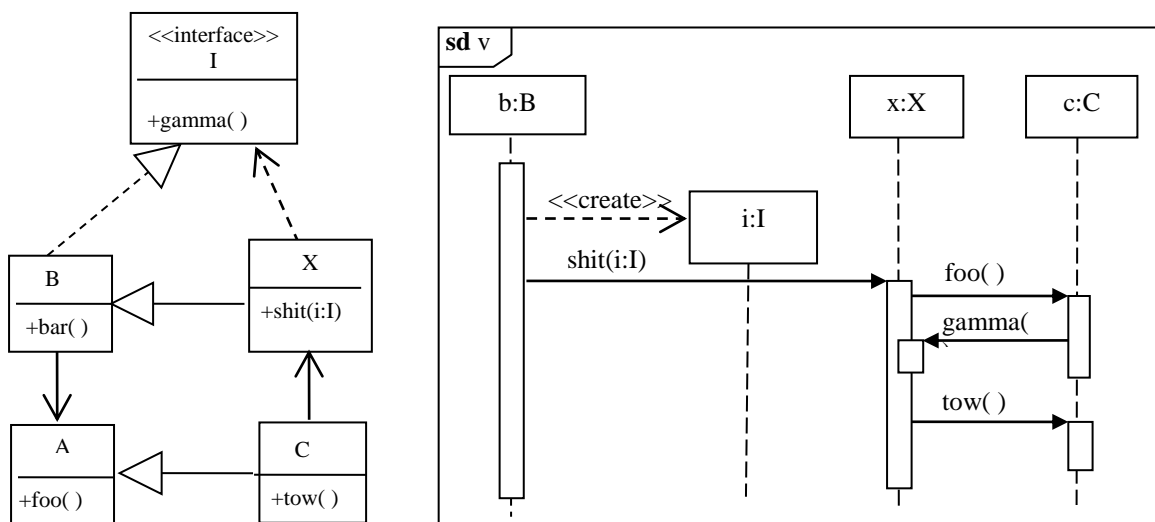 <<interface>>
I
+gamma( )
B
+bar( )
X
+shit(i:I)
A
+foo( )
C
+tow( )
sd v
b:B
x:X
c:C
<<create>>
i:I
shit(i:I)
foo( )
gamma(
tow( )